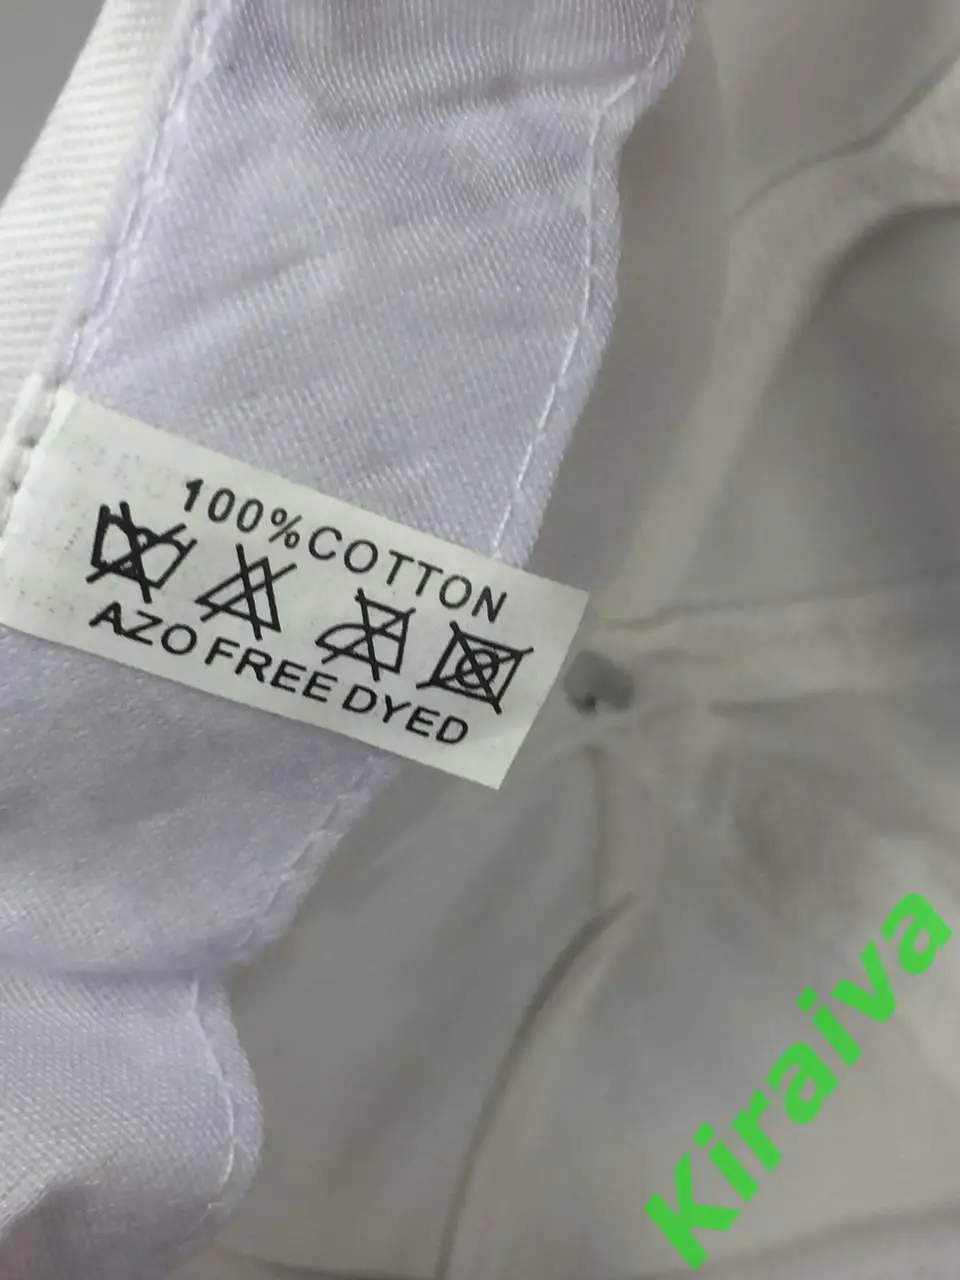 100%COTTON
AZO FREE DYED
Kiraiva